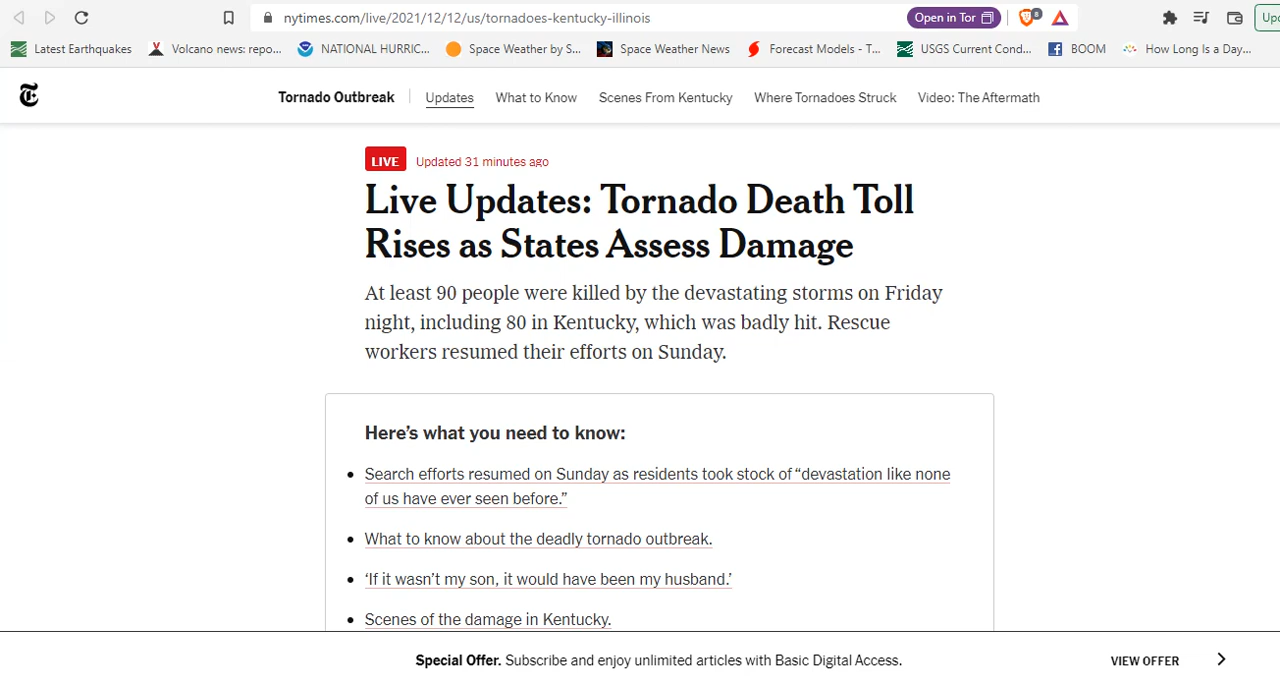 nytimes.com/live/2021/12/12/us/tornadoes-kentucky-illinois
Open in Tor
8
Latest Earthquakes Volcano news: repo... NATIONAL HURRIC... Space Weather by S... Space Weather News Forecast Models - T... USGS Current Cond... BOOM How Long Is a Day...
T
Tornado Outbreak Updates What to Know Scenes From Kentucky Where Tornadoes Struck Video: The Aftermath
LIVE Updated 31 minutes ago
Live Updates: Tornado Death Toll
Rises as States Assess Damage
At least 90 people were killed by the devastating storms on Friday
night, including 80 in Kentucky, which was badly hit. Rescue
workers resumed their efforts on Sunday.
Here’s what you need to know:
Search efforts resumed on Sunday as residents took stock of “devastation like none
of us have ever seen before.”
What to know about the deadly tornado outbreak.
‘If it wasn’t my son, it would have been my husband.’
Scenes of the damage in Kentucky.
Special Offer. Subscribe and enjoy unlimited articles with Basic Digital Access. VIEW OFFER